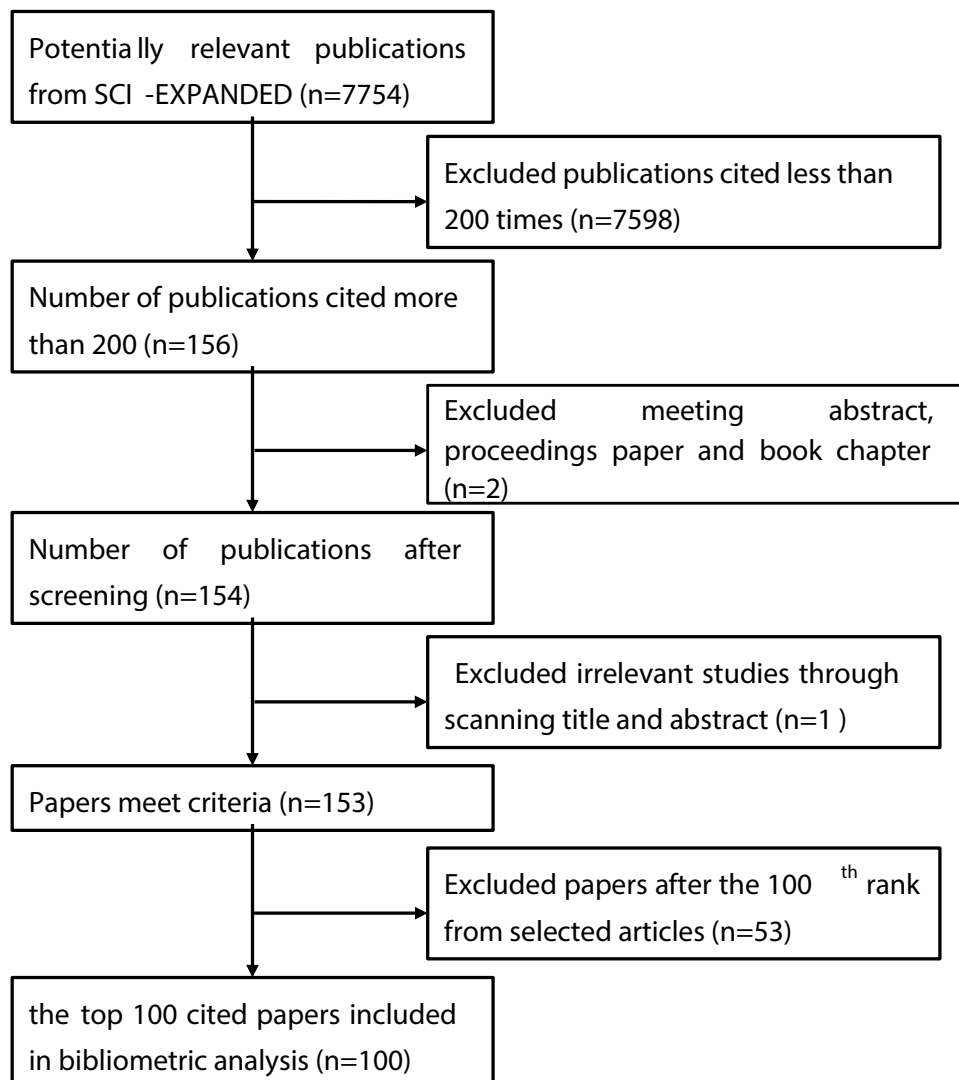 Potentia lly relevant publications
from SCI -EXPANDED (n=7754)
Excluded publications cited less than
200 times (n=7598)
Number of publications cited more
than 200 (n=156)
Excluded meeting abstract,
proceedings paper and book chapter
(n=2)
Number of publications after
screening (n=154)
Excluded irrelevant studies through
scanning title and abstract (n=1 )
Papers meet criteria (n=153)
Excluded papers after the 100 th rank
from selected articles (n=53)
the top 100 cited papers included
in bibliometric analysis (n=100)